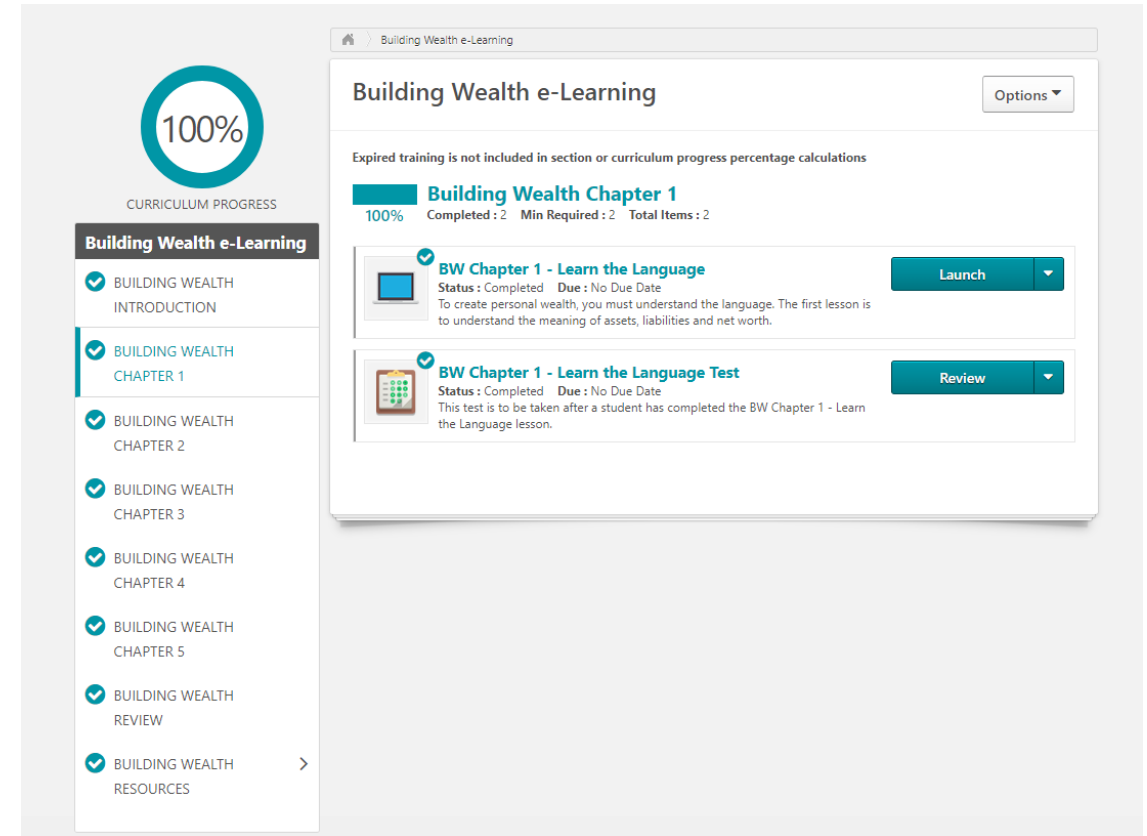 Building Wealth e-Learning
100%
CURRICULUM PROGRESS
Building Wealth e-Learning
BUILDING WEALTH
INTRODUCTION
BUILDING WEALTH
CHAPTER 1
BUILDING WEALTH
CHAPTER 2
BUILDING WEALTH
CHAPTER 3
BUILDING WEALTH
CHAPTER 4
BUILDING WEALTH
CHAPTER 5
BUILDING WEALTH
REVIEW
BUILDING WEALTH
RESOURCES
Building Wealth e-Learning
Options
Expired training is not included in section or curriculum progress percentage calculations
Building Wealth Chapter 1
100% Completed : 2 Min Required : 2 Total Items : 2
BW Chapter 1 - Learn the Language
Status : Completed Due : No Due Date
To create personal wealth, you must understand the language. The first lesson is
to understand the meaning of assets, liabilities and net worth.
Launch
BW Chapter 1 - Learn the Language Test
Status : Completed Due : No Due Date
This test is to be taken after a student has completed the BW Chapter 1 - Learn
the Language lesson.
Review